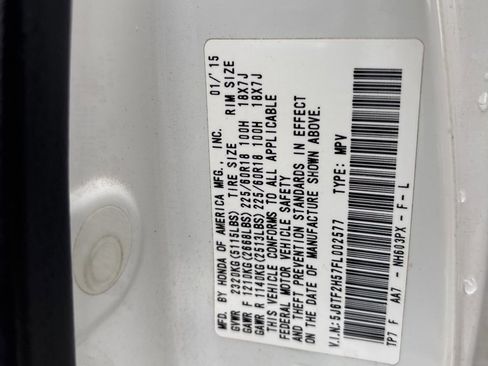 MFD. BY HONDA OF AMERICA MFG., INC. 01/'15
TIRE SIZE RIM SIZE
GVWR 2320KG(5115LBS)
GAWR F 1210KG(2668LBS) 225/60R18 100H 18X7J
GAWR R 1140KG(2513LBS) 225/60R18 100H 18X7J
THIS VEHICLE CONFORMS TO ALL APPLICABLE
FEDERAL MOTOR VEHICLE SAFETY
AND THEFT PREVENTION STANDARDS IN EFFECT
ON THE DATE OF MANUFACTURE SHOWN ABOVE.
V.I.N.: 5J6TF2H57FL002577 TYPE: MPV
TP7 F AA7 - NH603PX - F - L